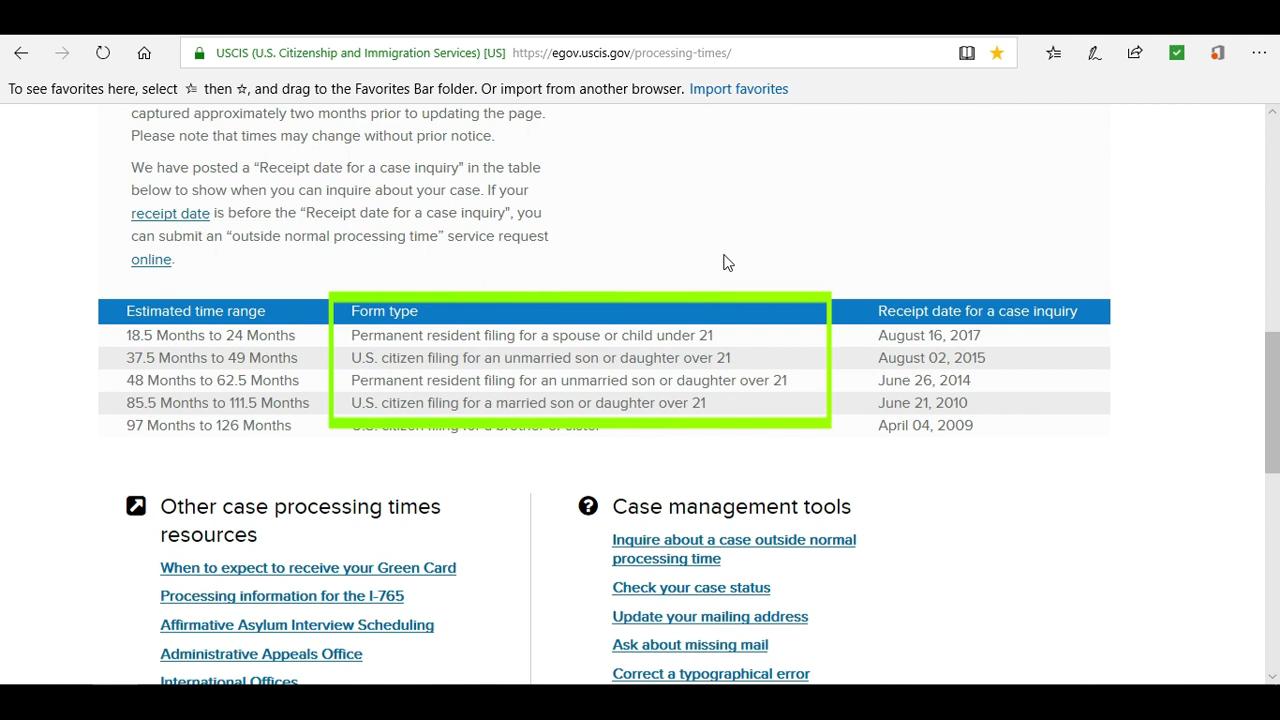 USCIS (U.S. Citizenship and Immigration Services) [US] https://egov.uscis.gov/processing-times/
To see favorites here, select ☆ then ☆, and drag to the Favorites Bar folder. Or import from another browser. Import favorites
captured approximately two months prior to updating the page.
Please note that times may change without prior notice.
We have posted a “Receipt date for a case inquiry" in the table
below to show when you can inquire about your case. If your
receipt date is before the “Receipt date for a case inquiry", you
can submit an “outside normal processing time” service request
online.
Estimated time range Form type Receipt date for a case inquiry
18.5 Months to 24 Months Permanent resident filing for a spouse or child under 21 August 16, 2017
37.5 Months to 49 Months U.S. citizen filing for an unmarried son or daughter over 21 August 02, 2015
48 Months to 62.5 Months Permanent resident filing for an unmarried son or daughter over 21 June 26, 2014
85.5 Months to 111.5 Months U.S. citizen filing for a married son or daughter over 21 June 21, 2010
97 Months to 126 Months U.S. citizen filing for a brother or sister April 04, 2009
Other case processing times
resources
When to expect to receive your Green Card
Processing information for the I-765
Affirmative Asylum Interview Scheduling
Administrative Appeals Office
International Offices
Case management tools
Inquire about a case outside normal
processing time
Check your case status
Update your mailing address
Ask about missing mail
Correct a typographical error